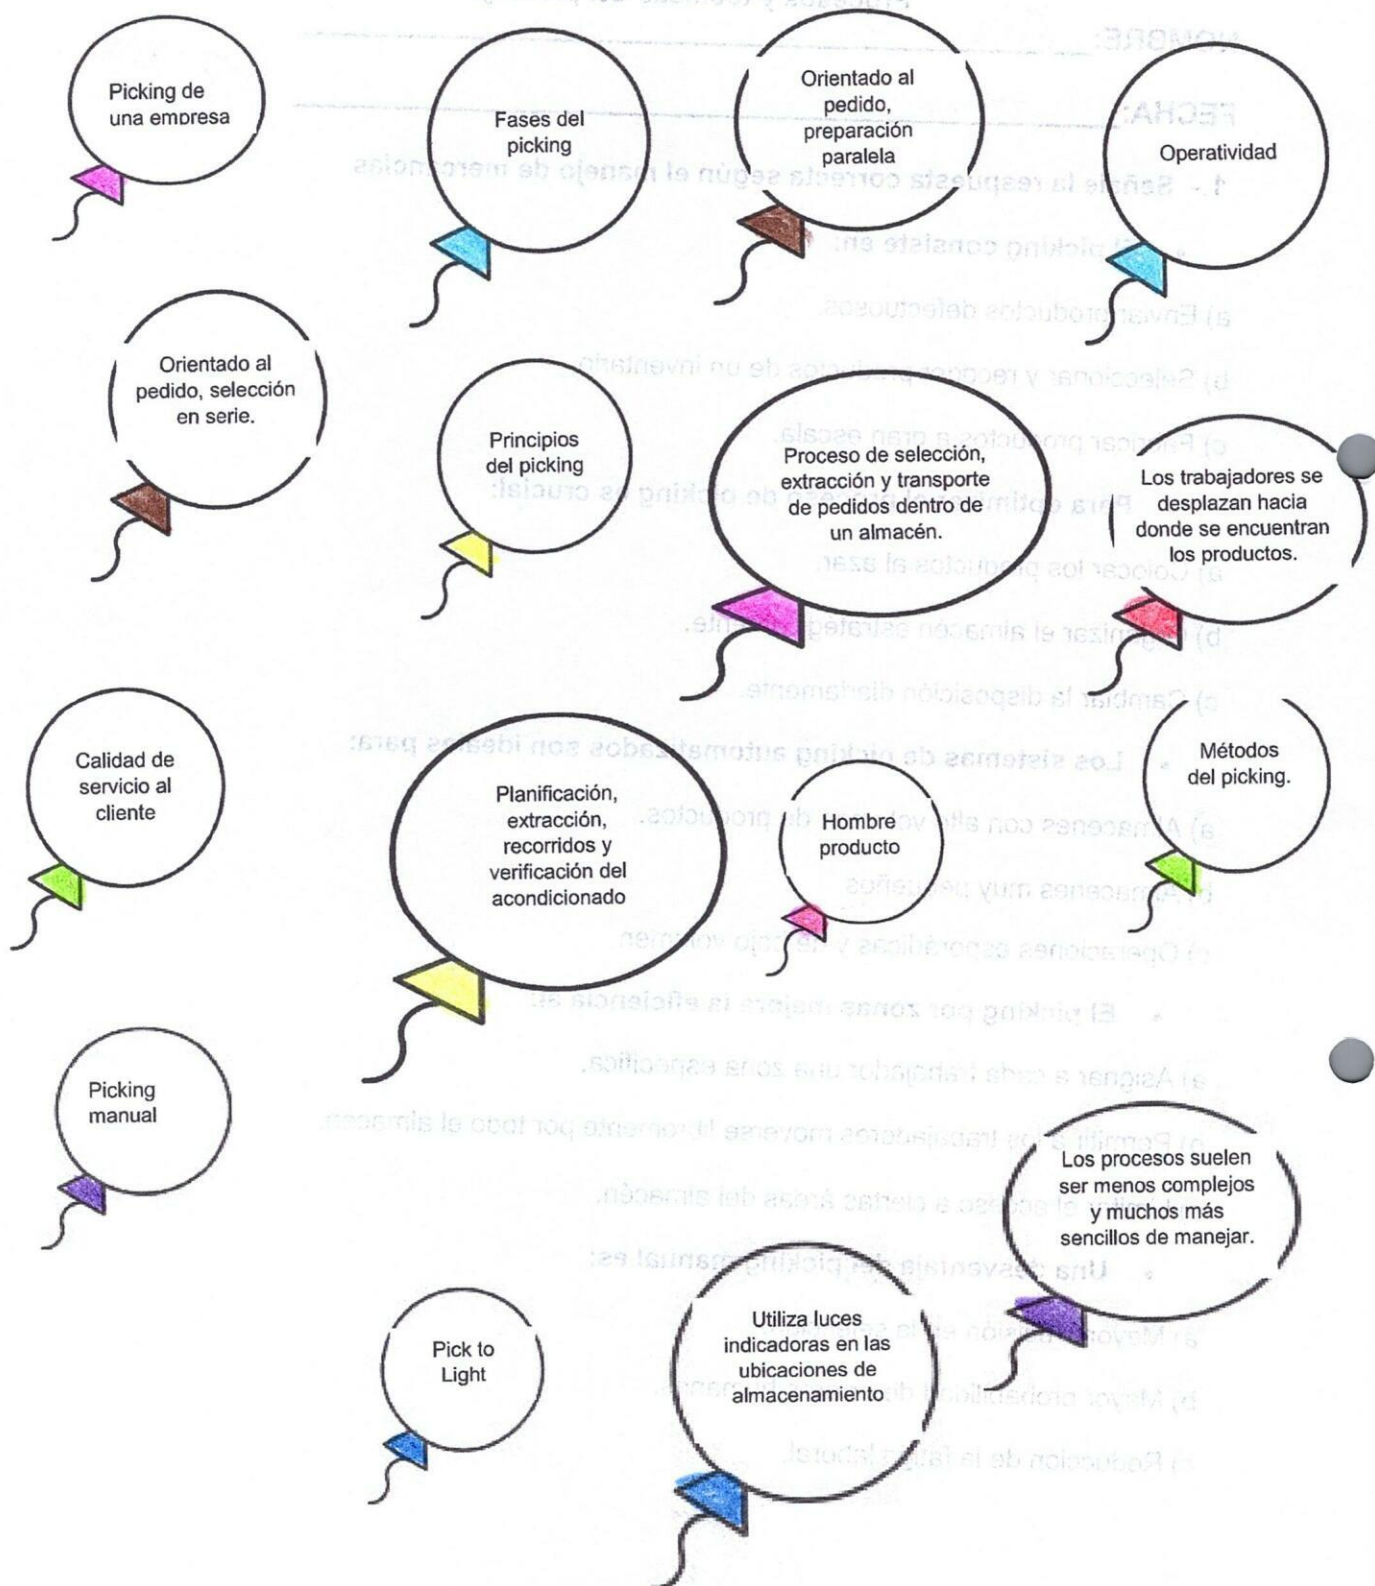 Picking de
una empresa
Fases del
picking
Orientado al
pedido,
preparación
paralela
Operatividad
Orientado al
pedido, selección
en serie.
Principios
del picking
Proceso de selección,
extracción y transporte
de pedidos dentro de
un almacén.
Los trabajadores se
desplazan hacia
donde se encuentran
los productos.
Calidad de
servicio al
cliente
Planificación,
extracción,
recorridos y
verificación del
acondicionado
Hombre
producto
Métodos
del picking.
Picking
manual
Los procesos suelen
ser menos complejos
y muchos más
sencillos de manejar.
Pick to
Light
Utiliza luces
indicadoras en las
ubicaciones de
almacenamiento